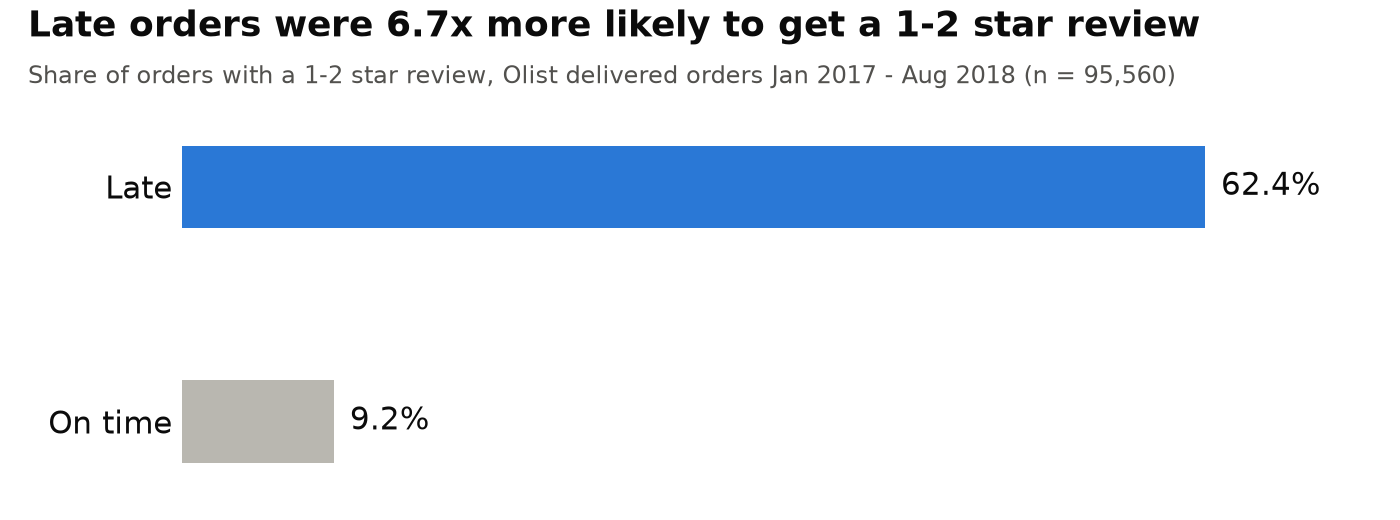 Late orders were 6.7x more likely to get a 1-2 star review
Share of orders with a 1-2 star review, Olist delivered orders Jan 2017 - Aug 2018 (n = 95,560)
Late 62.4%
On time 9.2%